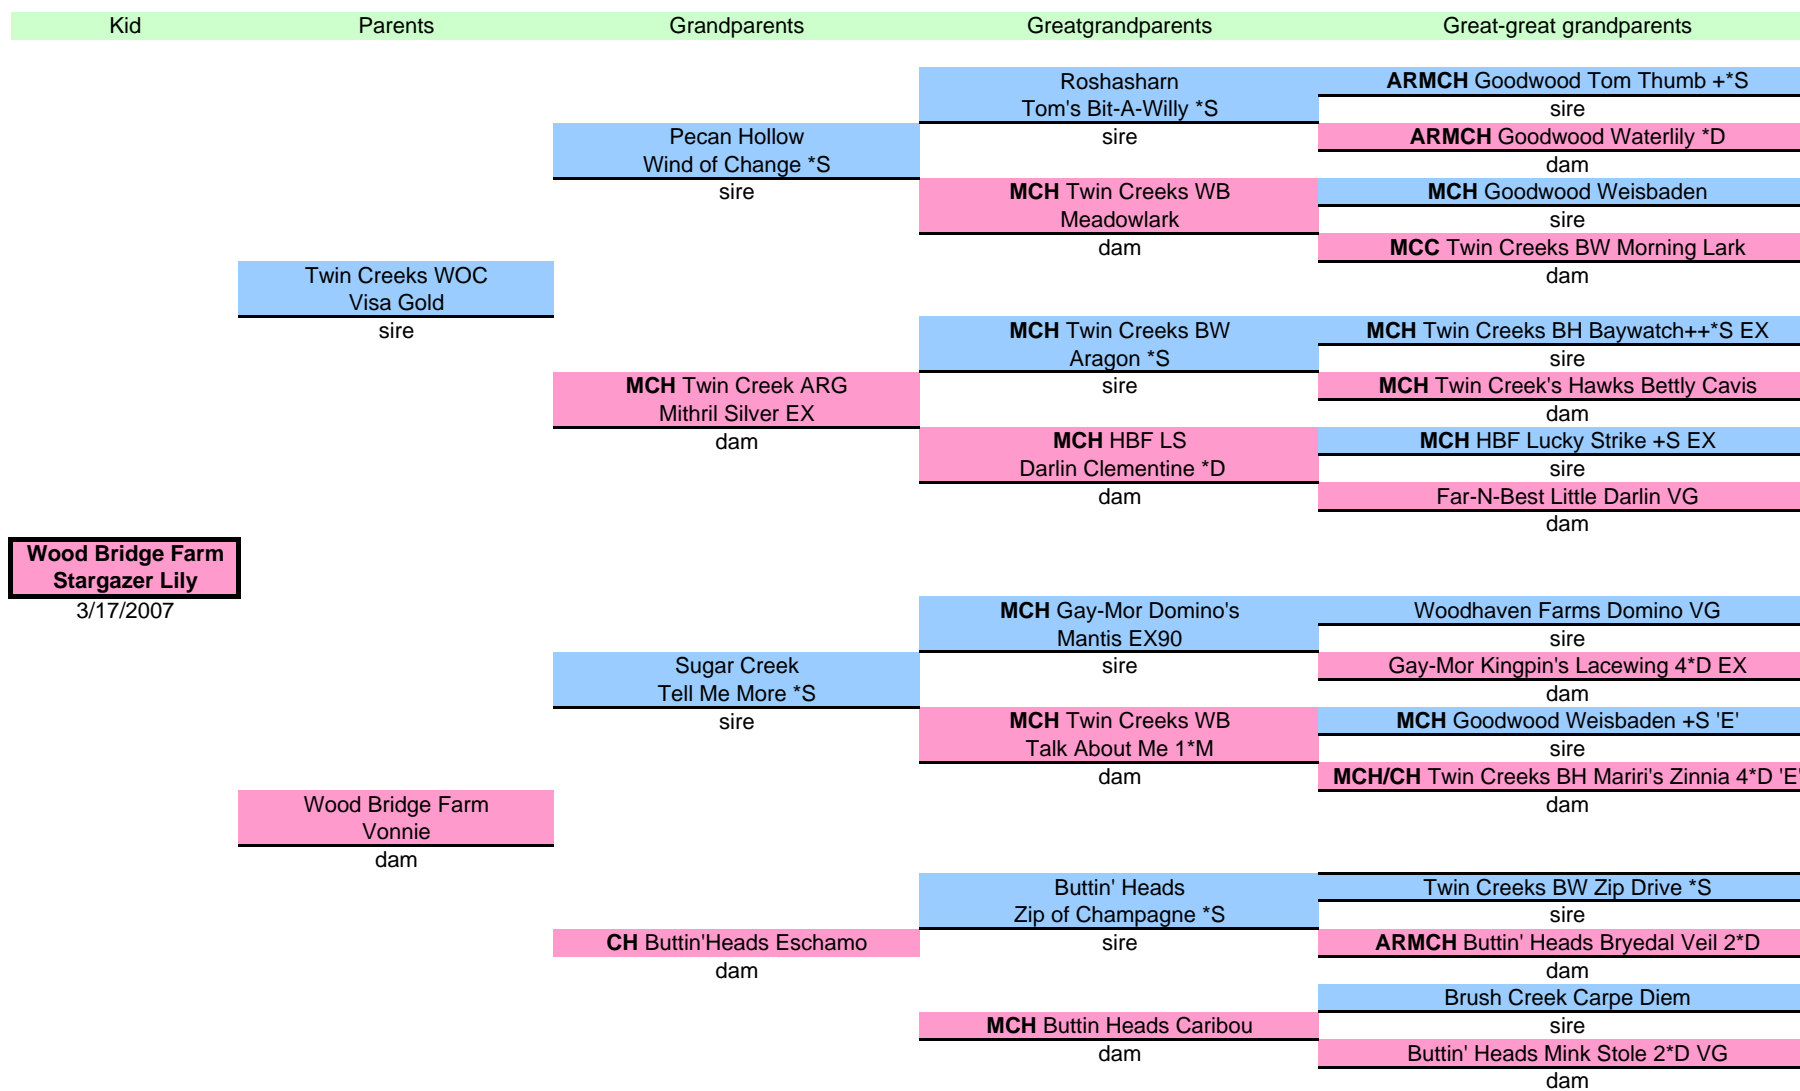 Kid Parents Grandparents Greatgrandparents Great-great grandparents
Roshasharn
Tom's Bit-A-Willy *S
sire
ARMCH Goodwood Tom Thumb +*S
sire
ARMCH Goodwood Waterlily *D
dam
Pecan Hollow
Wind of Change *S
sire
MCH Twin Creeks WB
Meadowlark
dam
MCH Goodwood Weisbaden
sire
MCC Twin Creeks BW Morning Lark
dam
Twin Creeks WOC
Visa Gold
sire
MCH Twin Creeks BW
Aragon *S
sire
MCH Twin Creeks BH Baywatch++*S EX
sire
MCH Twin Creek's Hawks Bettly Cavis
dam
MCH Twin Creek ARG
Mithril Silver EX
dam
MCH HBF LS
Darlin Clementine *D
dam
MCH HBF Lucky Strike +S EX
sire
Far-N-Best Little Darlin VG
dam
Wood Bridge Farm
Stargazer Lily
3/17/2007
MCH Gay-Mor Domino's
Mantis EX90
sire
Woodhaven Farms Domino VG
sire
Gay-Mor Kingpin's Lacewing 4*D EX
dam
Sugar Creek
Tell Me More *S
sire
MCH Twin Creeks WB
Talk About Me 1*M
dam
MCH Goodwood Weisbaden +S 'E'
sire
MCH/CH Twin Creeks BH Mariri's Zinnia 4*D 'E'
dam
Wood Bridge Farm
Vonnie
dam
Buttin' Heads
Zip of Champagne *S
sire
Twin Creeks BW Zip Drive *S
sire
ARMCH Buttin' Heads Bryedal Veil 2*D
dam
CH Buttin'Heads Eschamo
dam
MCH Buttin Heads Caribou
dam
Brush Creek Carpe Diem
sire
Buttin' Heads Mink Stole 2*D VG
dam